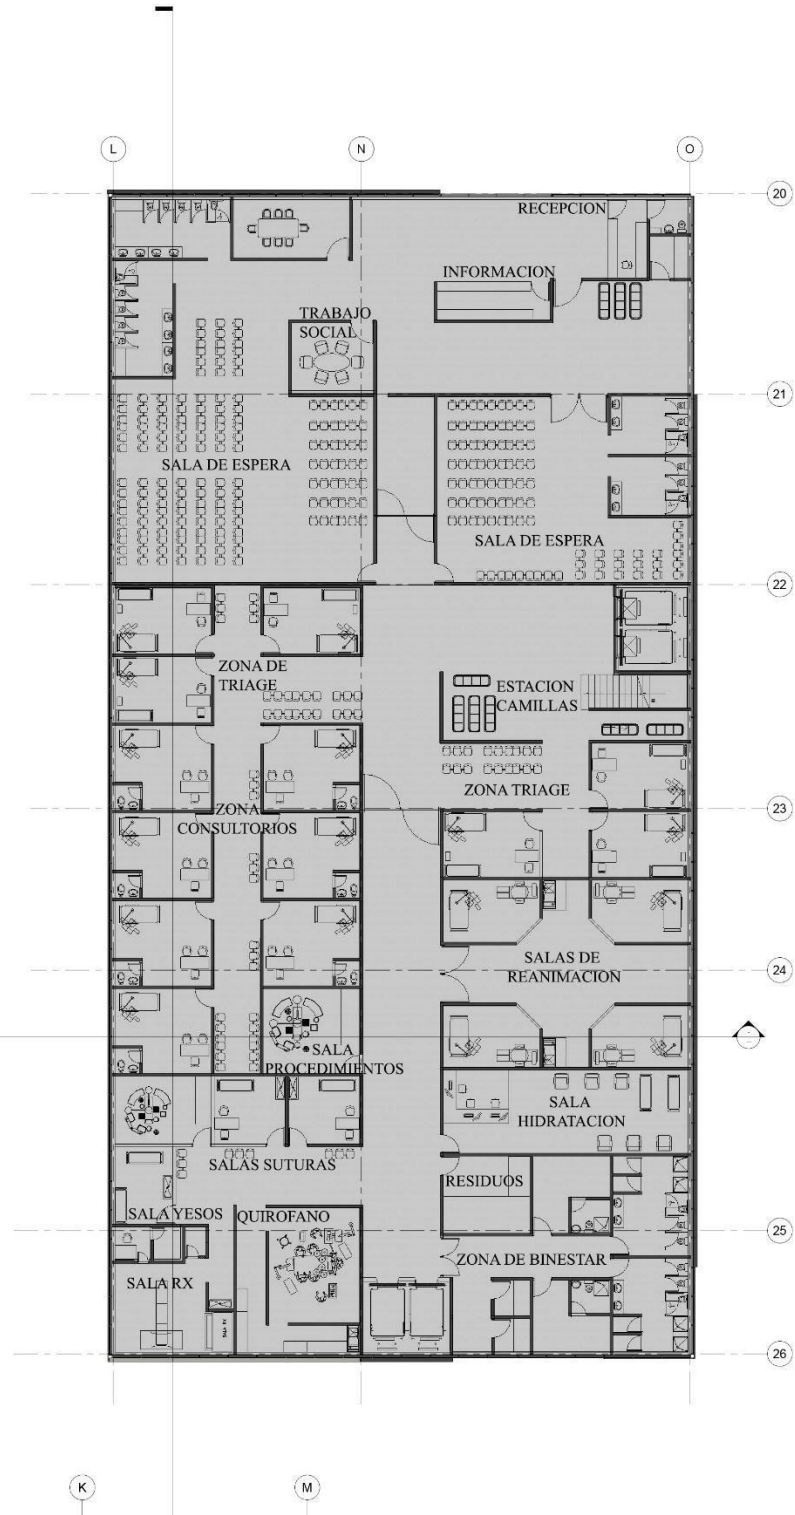 L
N
O
20
RECEPCION
INFORMACION
TRABAJO
SOCIAL
21
SALA DE ESPERA
SALA DE ESPERA
22
ZONA DE
TRIAGE
ESTACION
CAMILLAS
ZONA TRIAGE
23
ZONA
CONSULTORIOS
SALAS DE
REANIMACION
24
SALA
PROCEDIMIENTOS
SALA
HIDRATACION
SALAS SUTURAS
RESIDUOS
SALA YESOS
QUIROFANO
25
ZONA DE BINESTAR
SALA RX
26
K
M